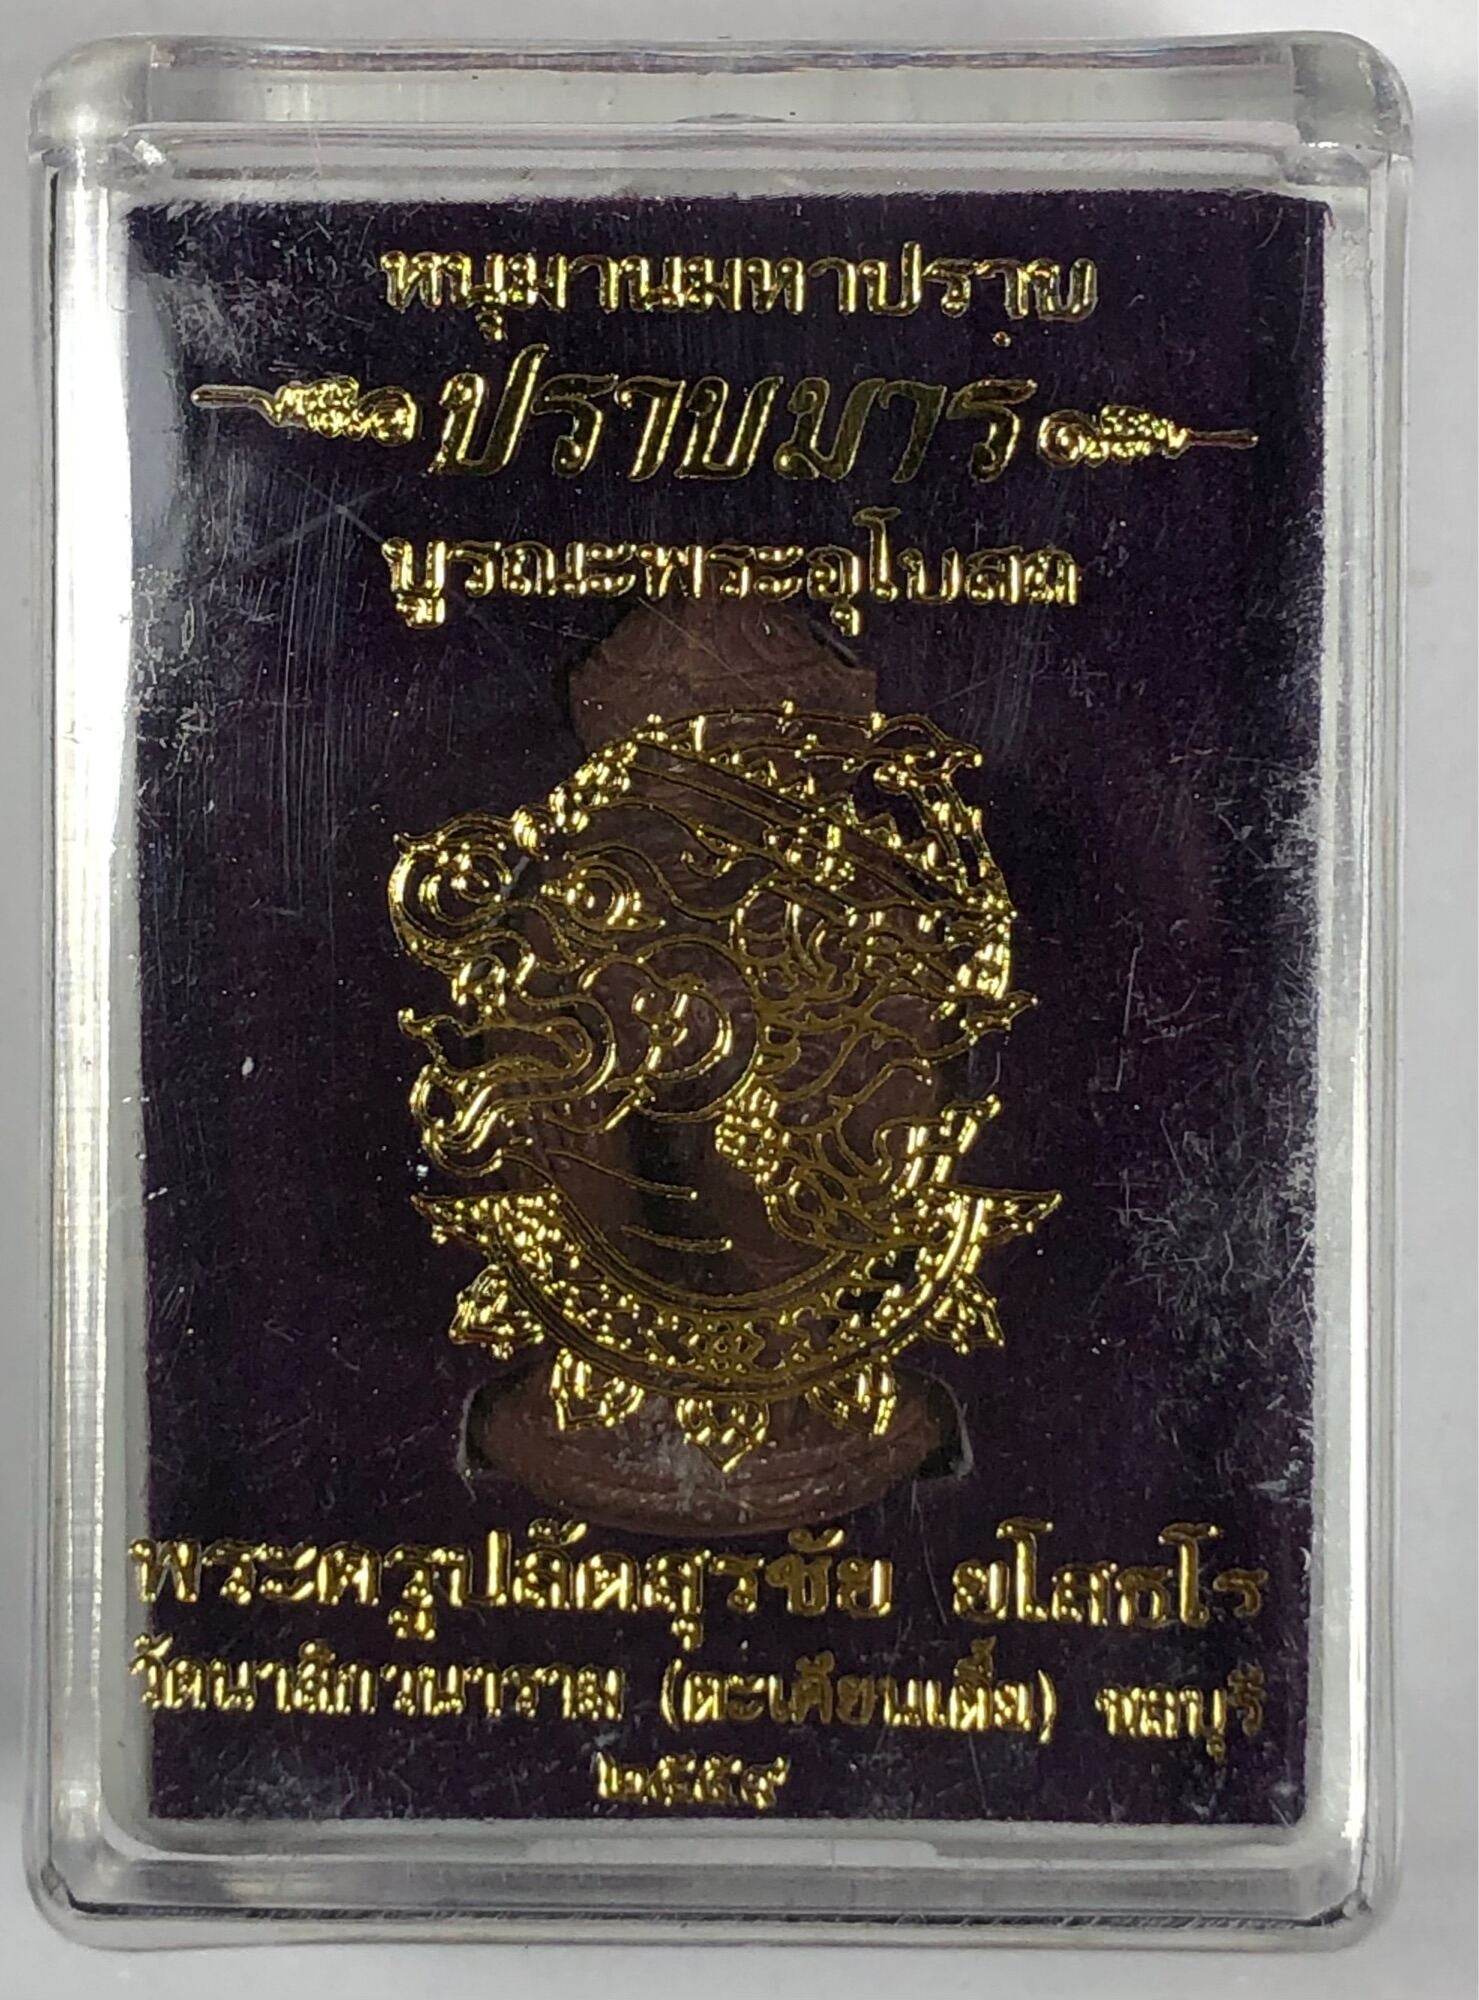 หนุมานมหาปราบ
ปราบมาร
บูรณะพระอุโบสถ
พระครูปลัดสุรชัย ยโสธโร
วัดนาลิกวนาราม (ตะเคียนเตี้ย) ชลบุรี
๒๕๕๙